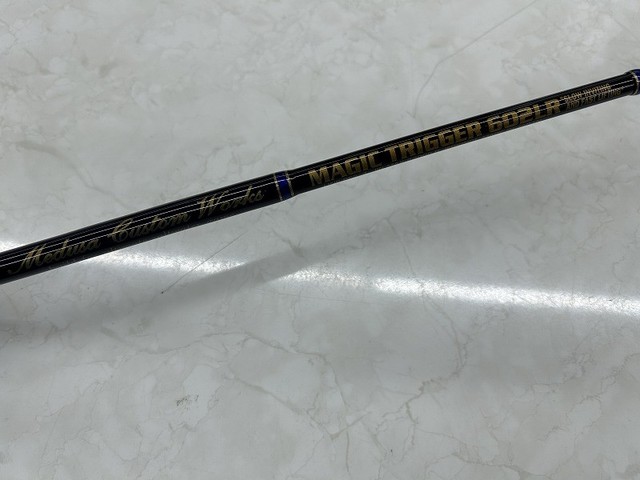 Medusa Custom Works
MAGIC TRIGGER 602LR